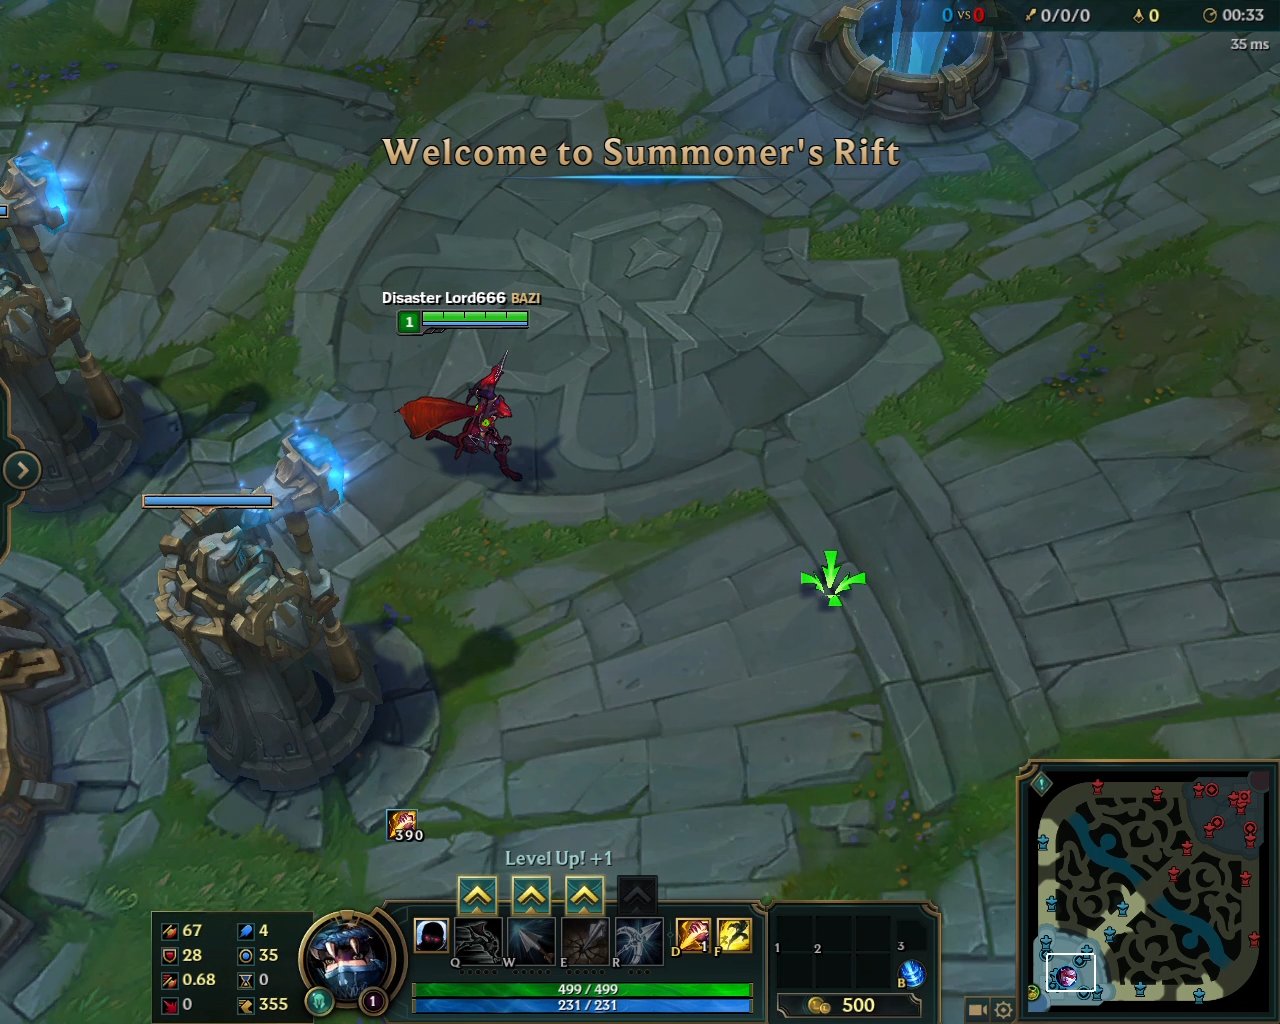 0 vs 0 0/0/0 0 00:33
35 ms
Welcome to Summoner's Rift
Disaster Lord666 BAZI
1
390
Level Up! +1
67 4
28 35
0.68 0
0 355
1
Q W E R D 1 F
499 / 499
231 / 231
1 2 3
B
500